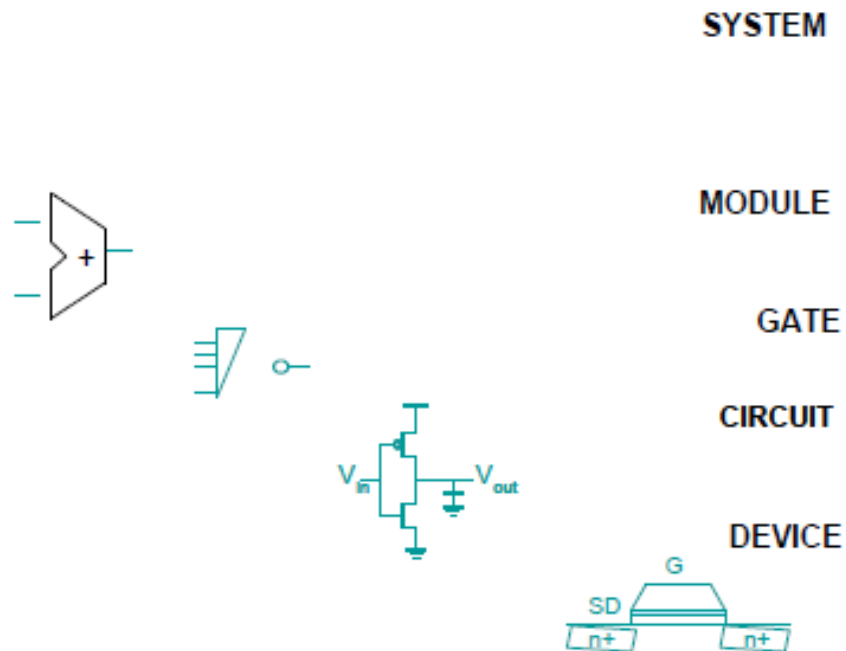 SYSTEM
MODULE
+
GATE
CIRCUIT
Vin Vout
DEVICE
G
SD
n+ n+